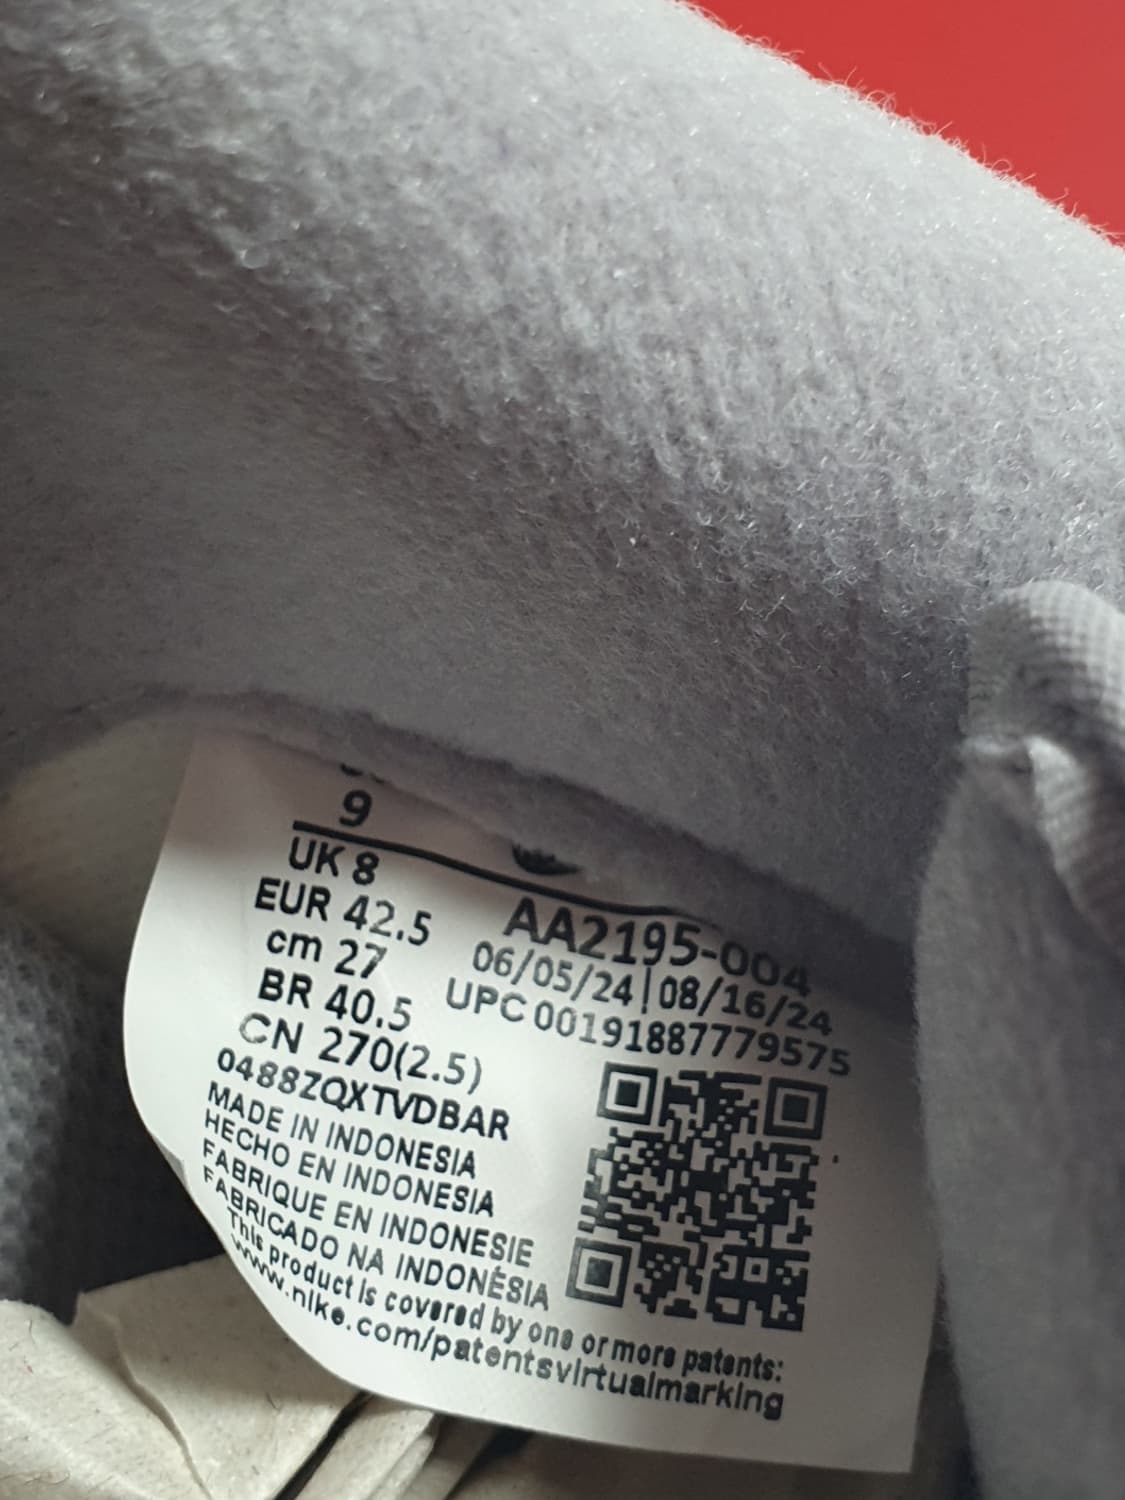 9
UK 8
EUR 42.5
cm 27
BR 40.5
CN 270(2.5)
AA2195-004
06/05/24|08/16/24
UPC 00191887779575
0488ZQXTVDBAR
MADE IN INDONESIA
HECHO EN INDONESIA
FABRIQUE EN INDONESIE
FABRICADO NA INDONÉSIA
This product is covered by one or more patents:
www.nike.com/patentsvirtualmarking